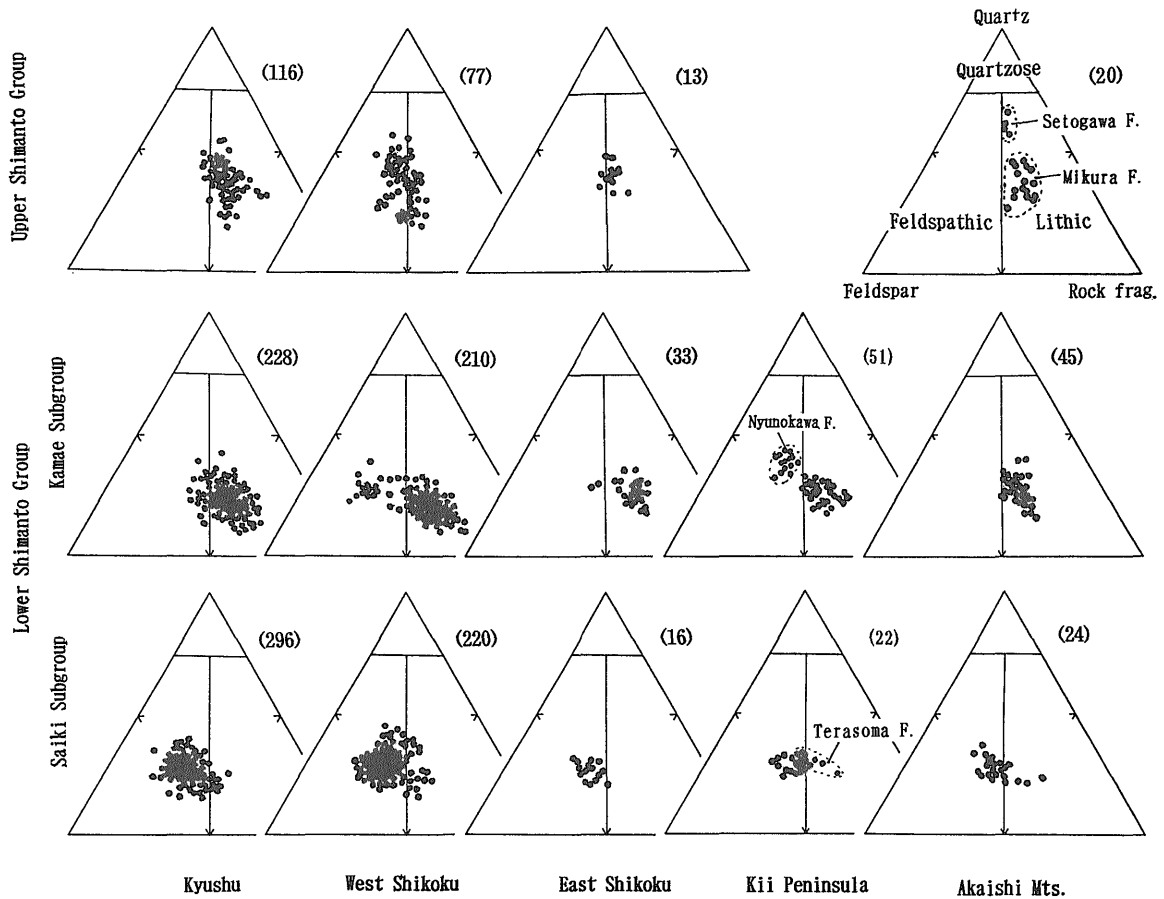 Upper Shimanto Group
(116)
(77)
(13)
Quartz
Quartzose
(20)
Setogawa F.
Mikura F.
Feldspathic
Lithic
Feldspar
Rock frag.
Lower Shimanto Group
Kamae Subgroup
(228)
(210)
(33)
(51)
(45)
Nyunokawa F.
Saiki Subgroup
(296)
(220)
(16)
(22)
(24)
Terasoma F.
Kyushu
West Shikoku
East Shikoku
Kii Peninsula
Akaishi Mts.